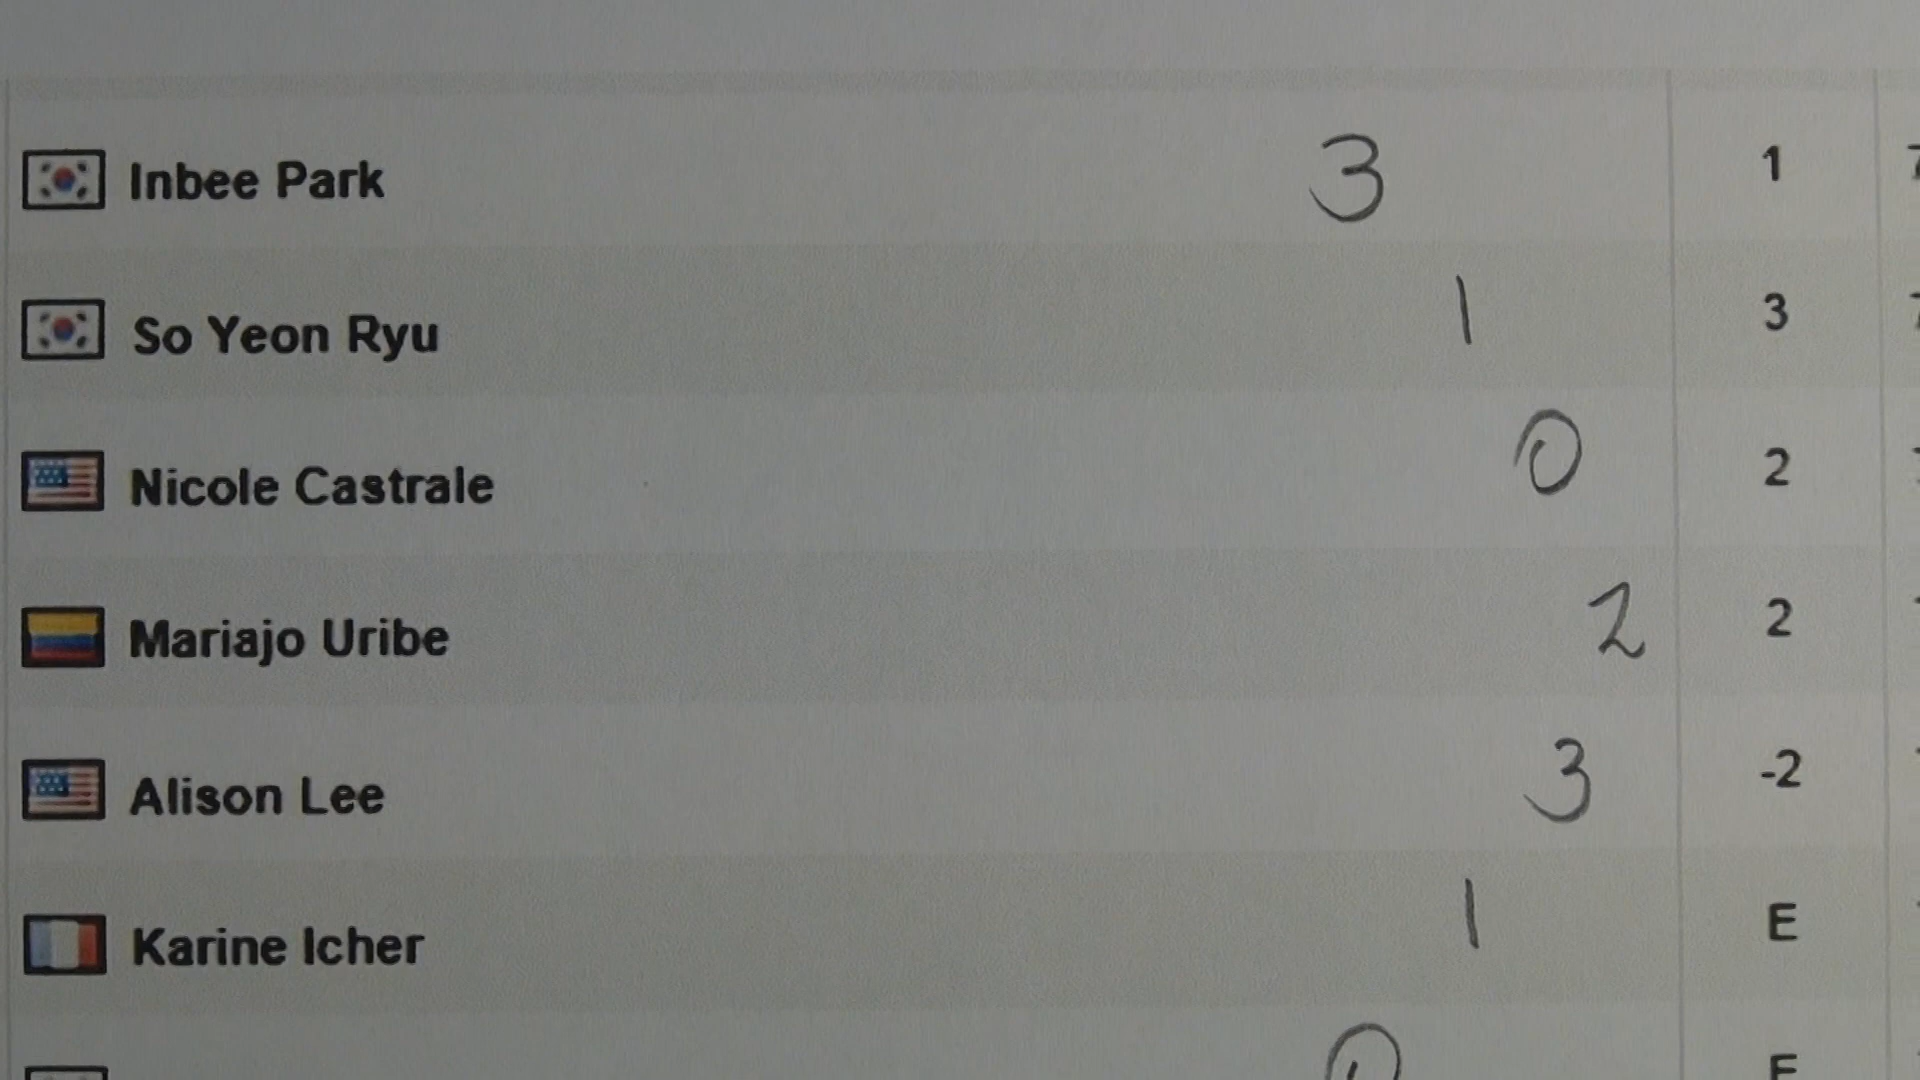 Inbee Park 3 1
So Yeon Ryu 1 3
Nicole Castrale 0 2
Mariajo Uribe 2 2
Alison Lee 3 -2
Karine Icher 1 E